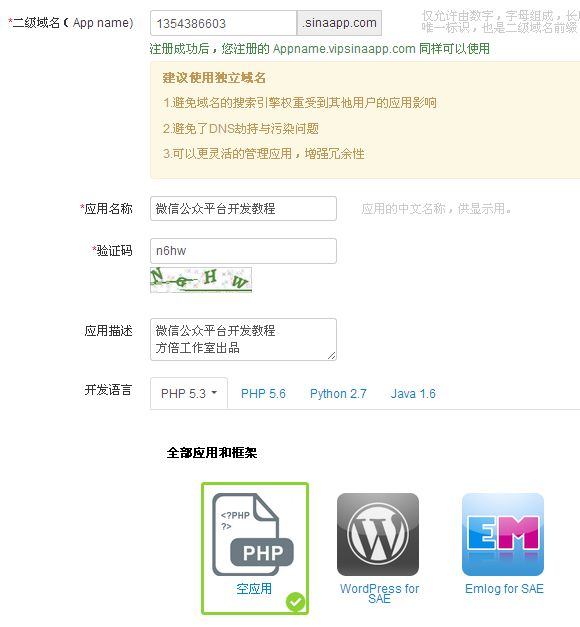 *二级域名（App name) 1354386603 .sinaapp.com 仅允许由数字，字母组成，长
唯一标识，也是二级域名前缀
注册成功后，您注册的 Appname.vipsinaapp.com 同样可以使用
建议使用独立域名
1.避免域名的搜索引擎权重受到其他用户的应用影响
2.避免了DNS劫持与污染问题
3.可以更灵活的管理应用，增强冗余性
*应用名称 微信公众平台开发教程 应用的中文名称，供显示用。
*验证码 n6hw
N 6 H W
应用描述 微信公众平台开发教程
方倍工作室出品
开发语言 PHP 5.3 PHP 5.6 Python 2.7 Java 1.6
全部应用和框架
<?PHP
?>
PHP
W
EM
空应用 WordPress for Emlog for SAE
SAE